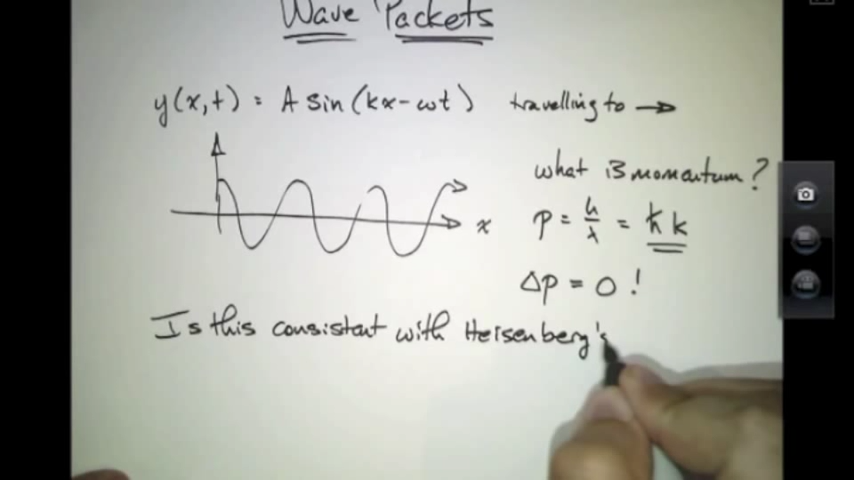 Wave Packets
y(x,t) = A sin(kx-ωt) travelling to →
what is momentum?
x
p = h/λ = ħk
Δp = 0 !
Is this consistent with Heisenberg's